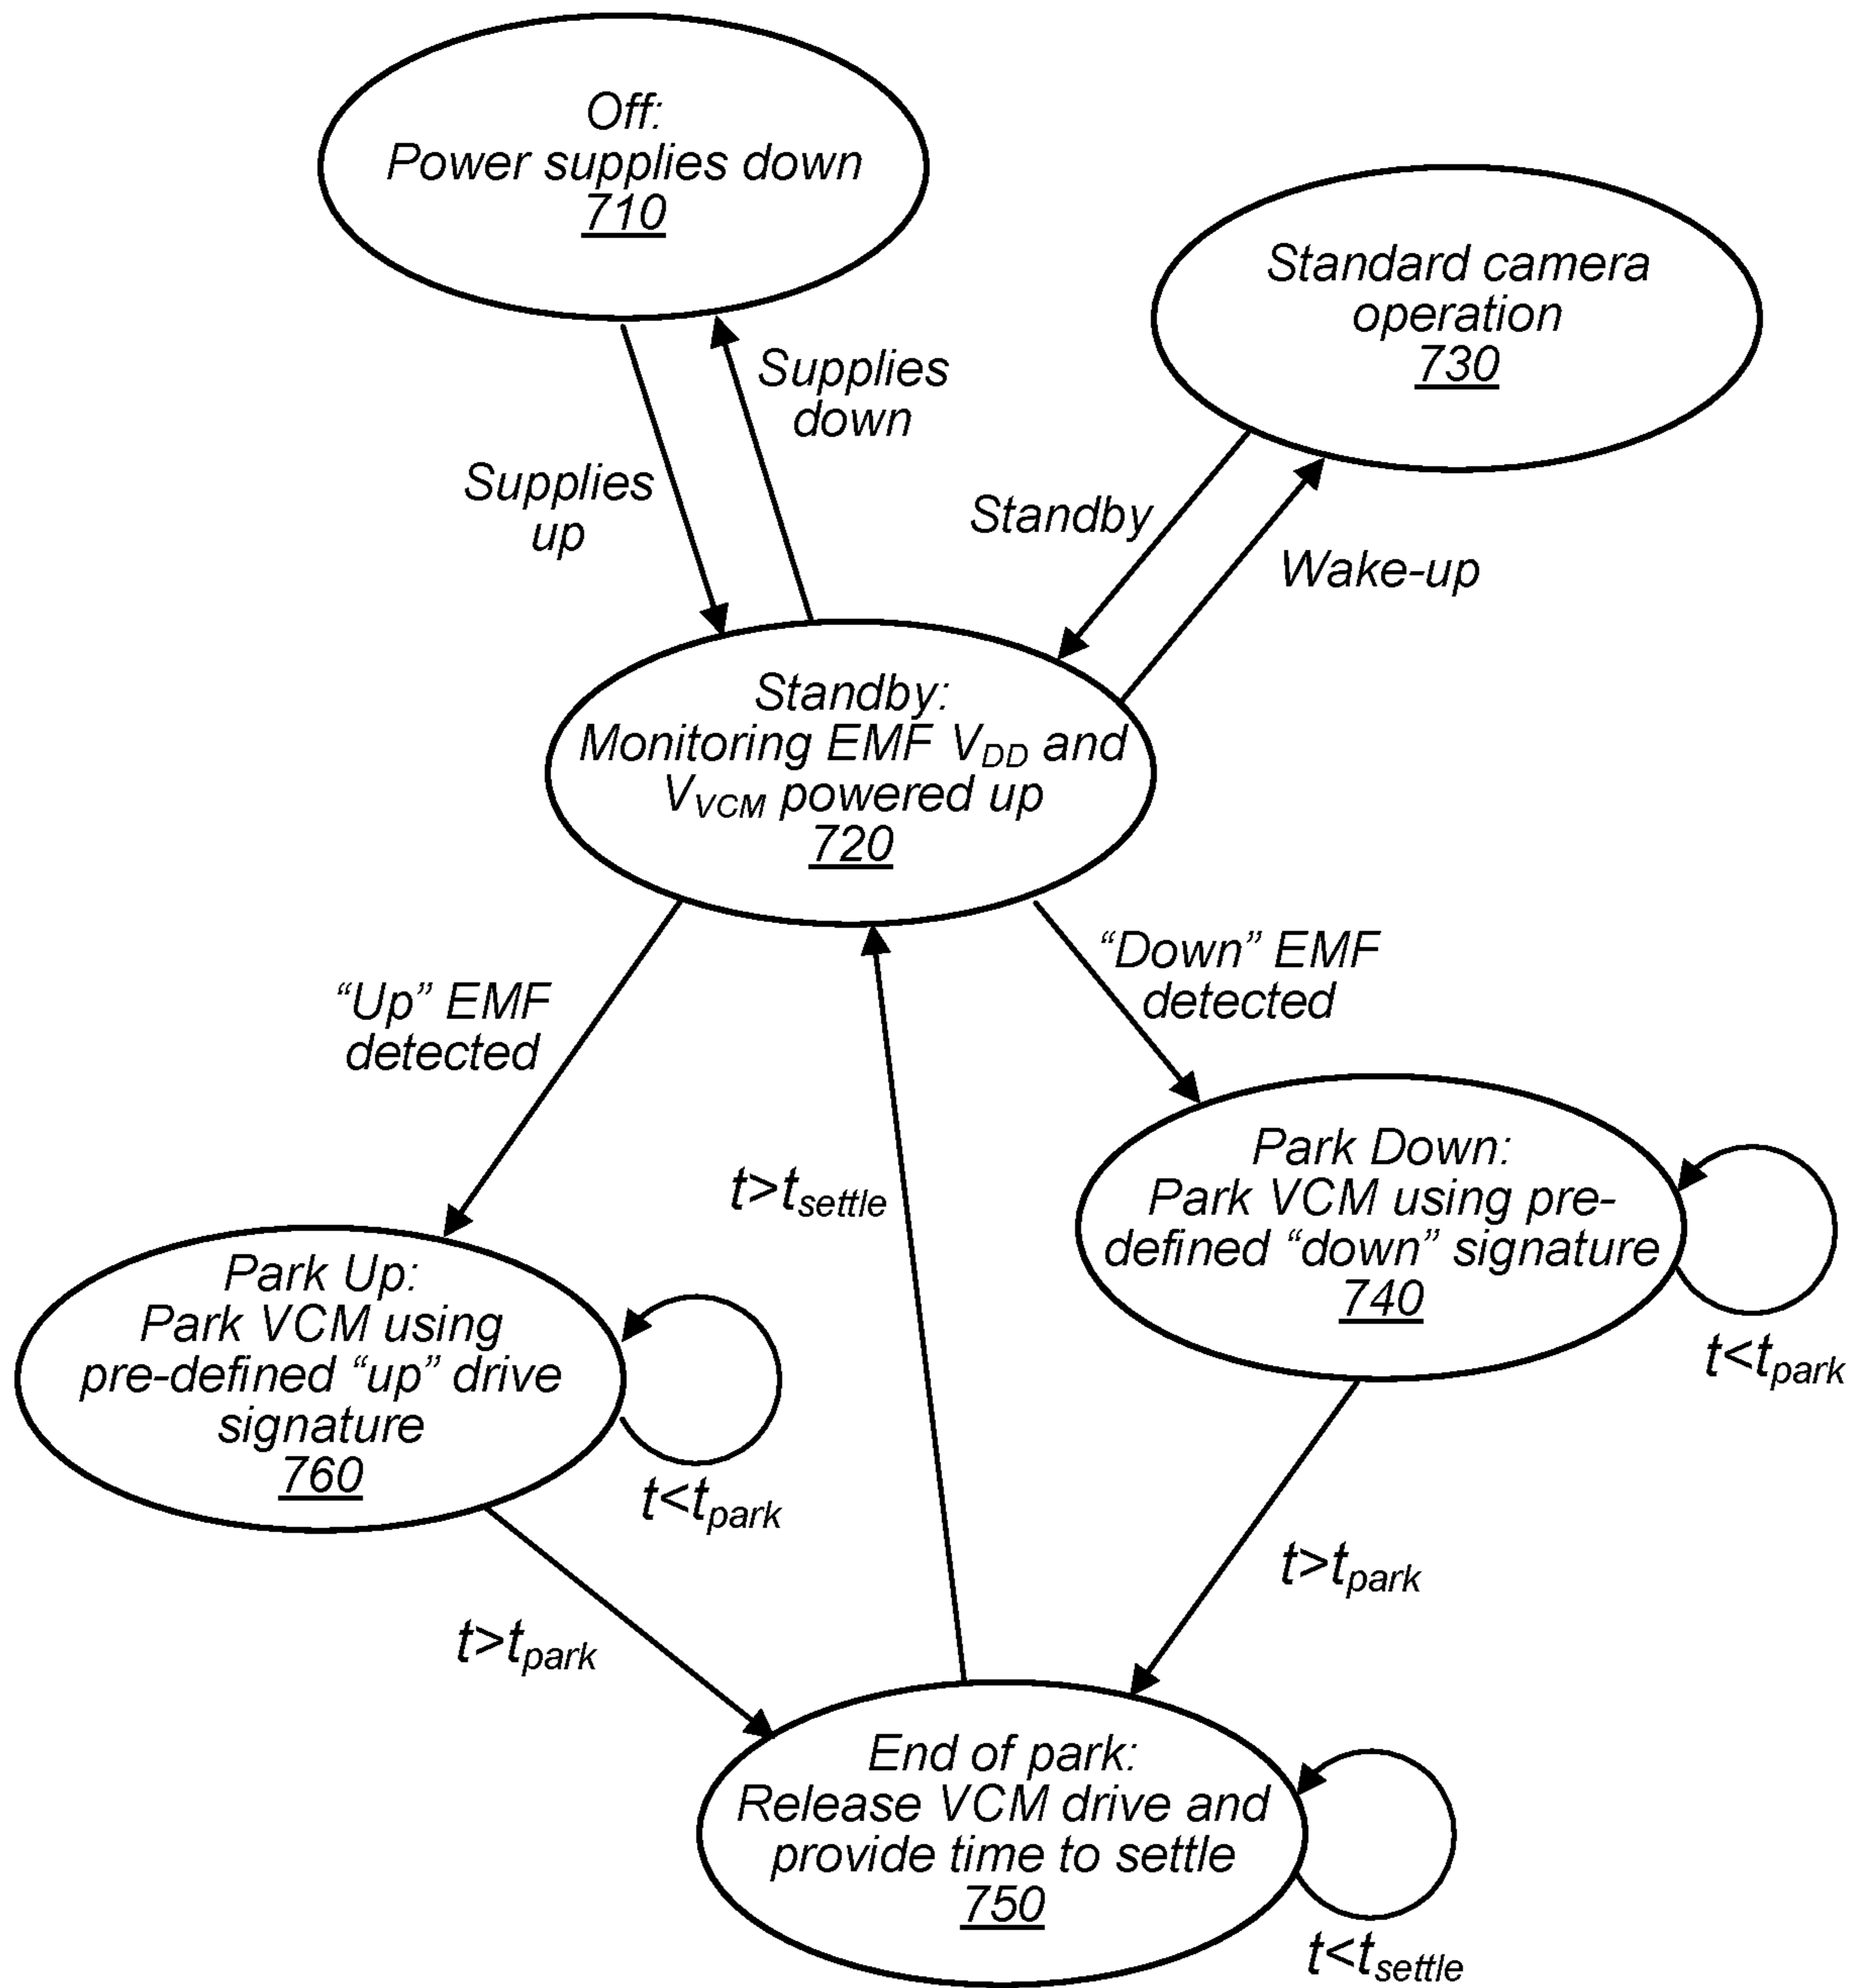 Off:
Power supplies down
710
Standard camera
operation
730
Supplies
down
Supplies
up
Standby
Wake-up
Standby:
Monitoring EMF V_DD and
V_VCM powered up
720
“Up” EMF
detected
“Down” EMF
detected
Park Down:
Park VCM using pre-
defined “down” signature
740
t<t_park
t>t_settle
Park Up:
Park VCM using
pre-defined “up” drive
signature
760
t<t_park
t>t_park
t>t_park
End of park:
Release VCM drive and
provide time to settle
750
t<t_settle